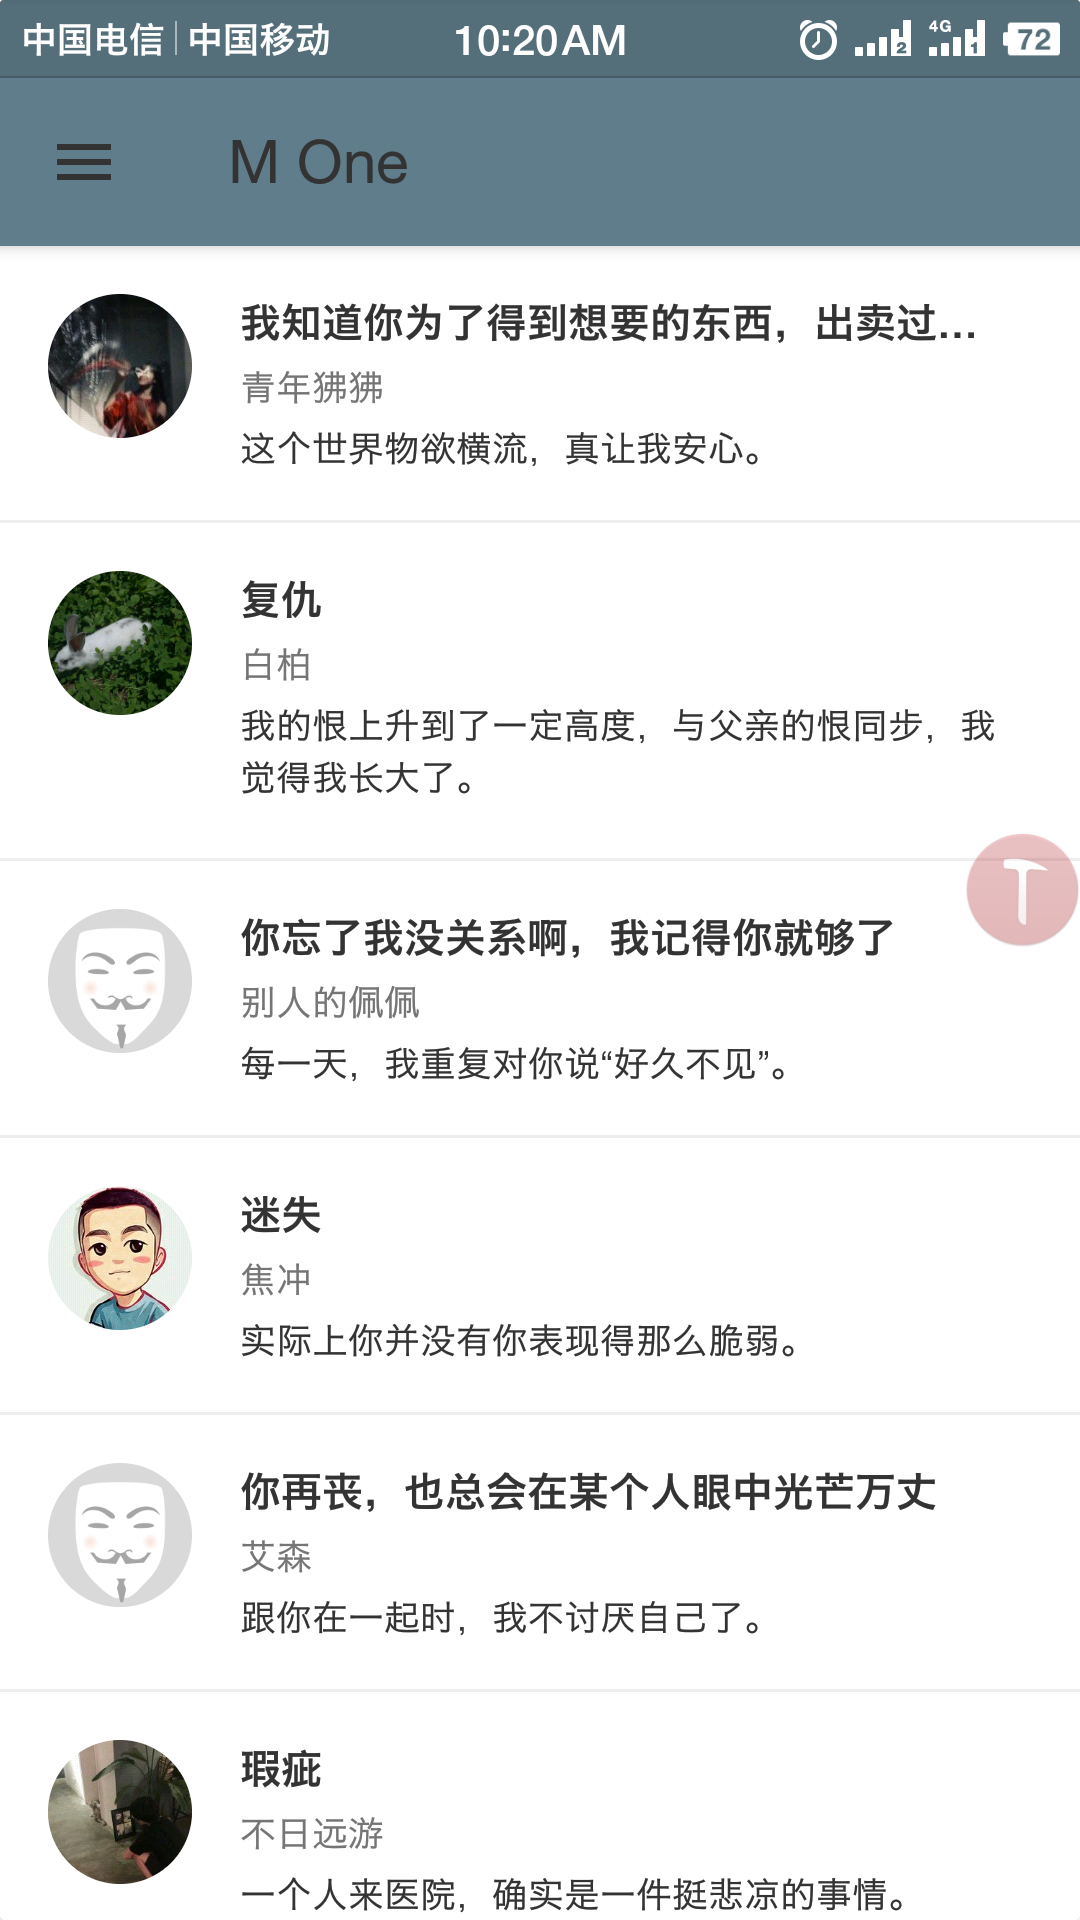 中国电信 中国移动 10:20AM 2 4G 1 72
M One
我知道你为了得到想要的东西，出卖过...
青年狒狒
这个世界物欲横流，真让我安心。
复仇
白柏
我的恨上升到了一定高度，与父亲的恨同步，我
觉得我长大了。
你忘了我没关系啊，我记得你就够了
别人的佩佩
每一天，我重复对你说“好久不见”。
迷失
焦冲
实际上你并没有你表现得那么脆弱。
你再丧，也总会在某个人眼中光芒万丈
艾森
跟你在一起时，我不讨厌自己了。
瑕疵
不日远游
一个人来医院，确实是一件挺悲凉的事情。